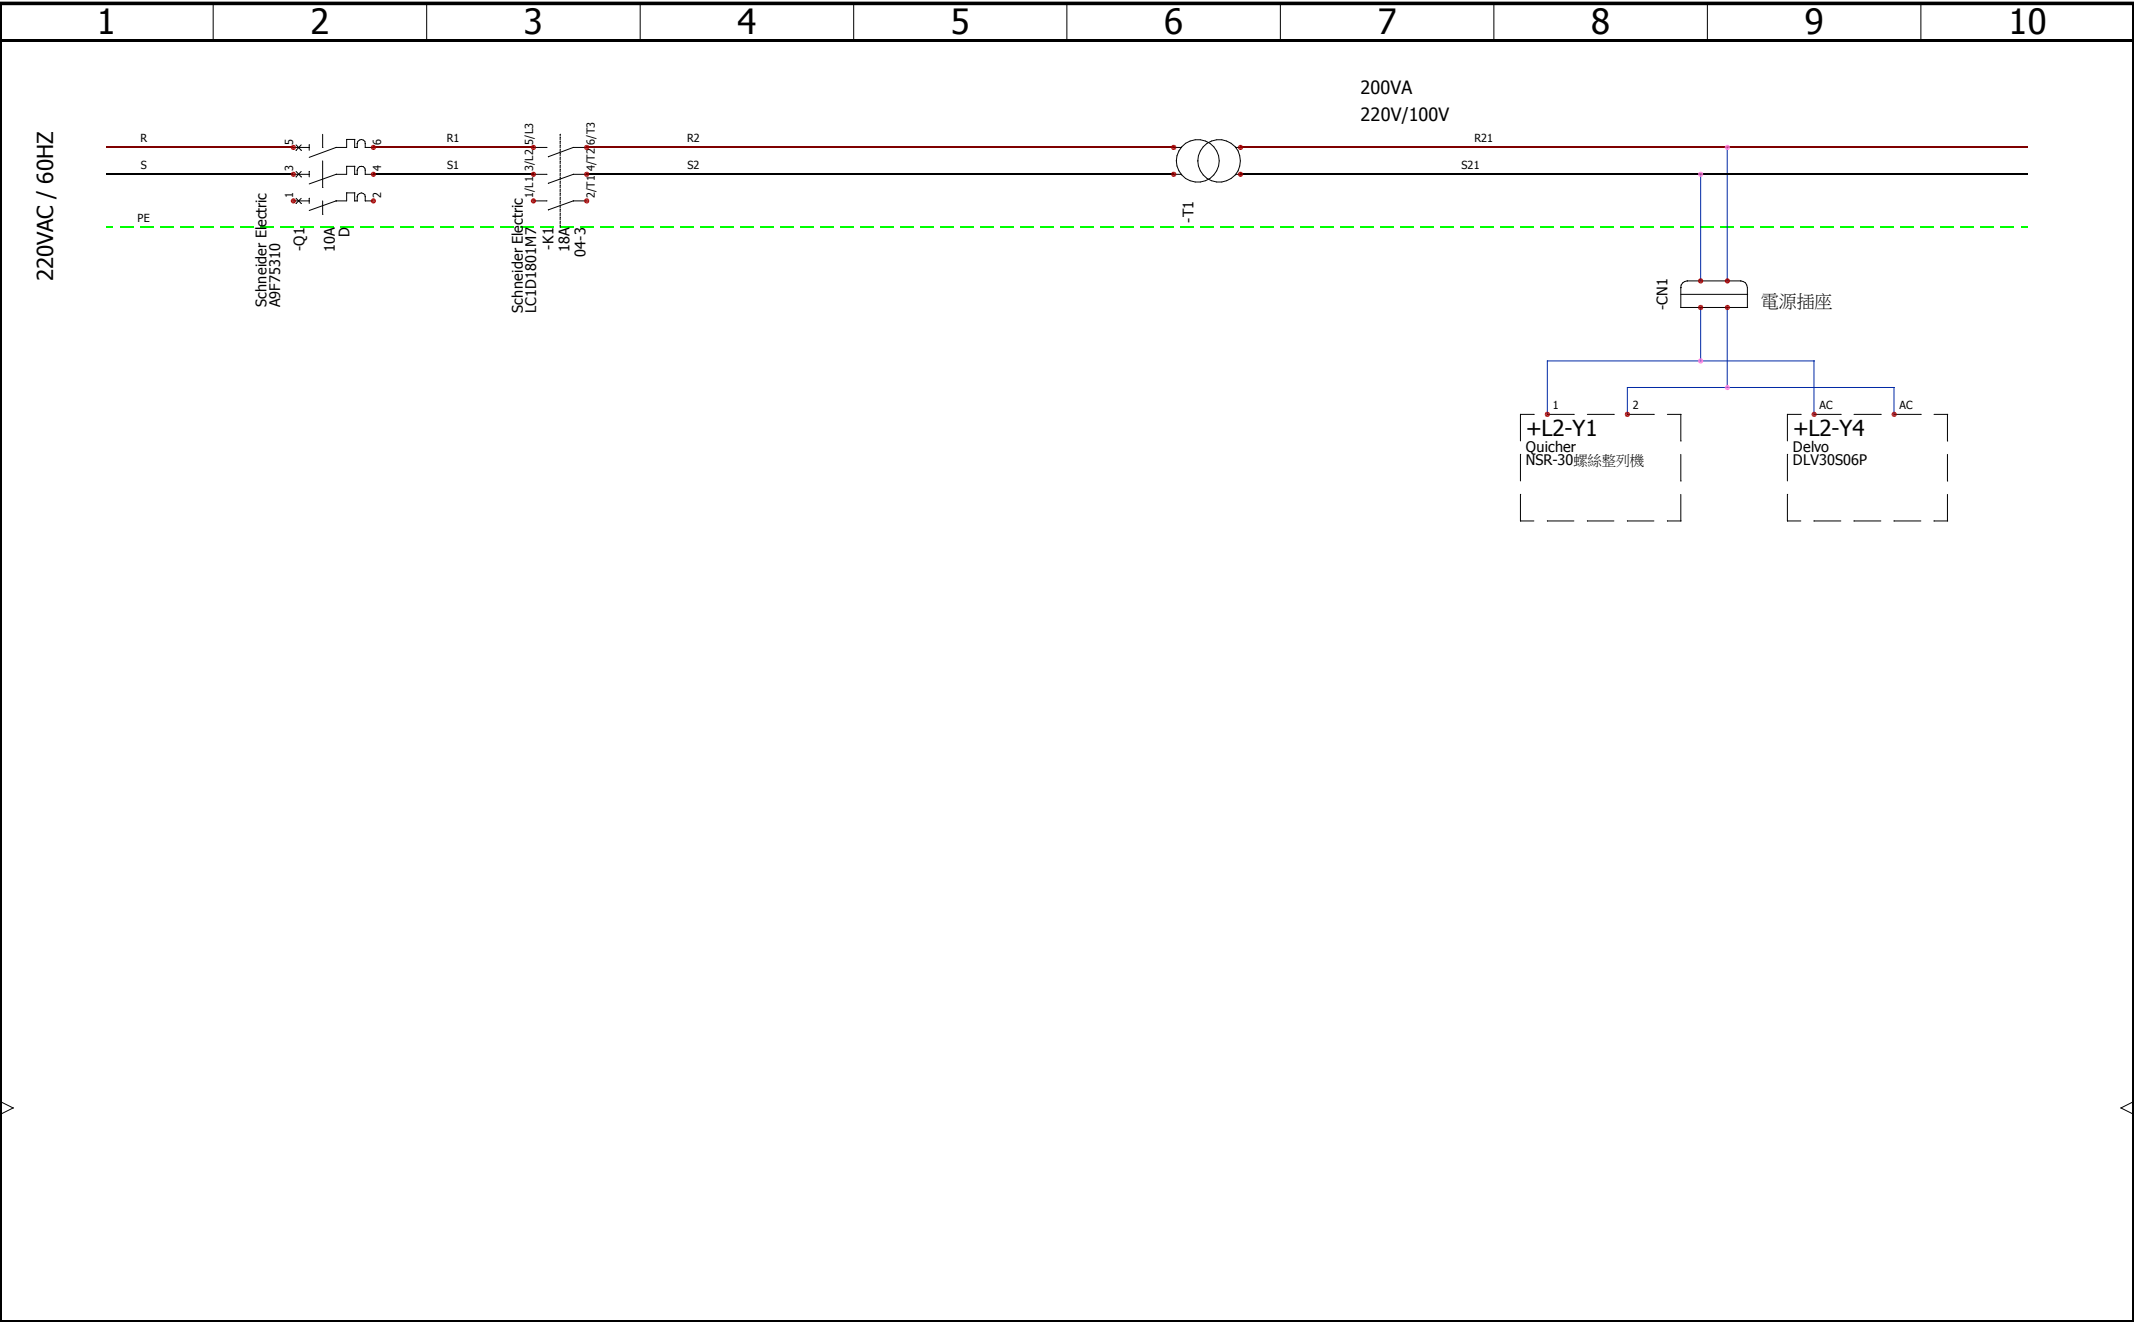 1 2 3 4 5 6 7 8 9 10
200VA
220V/100V
220VAC / 60HZ
R
S
PE
5
3
1
6
4
2
Schneider Electric
A9F75310
-Q1
10A
D
R1
S1
5/L3
3/L2
1/L1
6/T3
4/T2
2/T1
Schneider Electric
LC1D1801M7
-K1
18A
04-3
R2
S2
-T1
R21
S21
-CN1
電源插座
1
2
+L2-Y1
Quicher
NSR-30螺絲整列機
AC
AC
+L2-Y4
Delvo
DLV30S06P